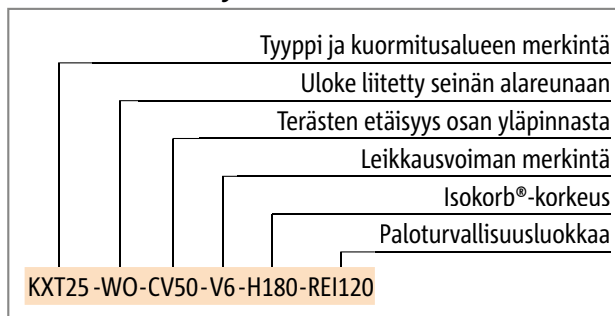 Tyyppi ja kuormitusalueen merkintä
Uloke liitetty seinän alareunaan
Terästen etäisyys osan yläpinnasta
Leikkausvoiman merkintä
Isokorb®-korkeus
Paloturvallisuusluokkaa
KXT25-WO-CV50-V6-H180-REI120